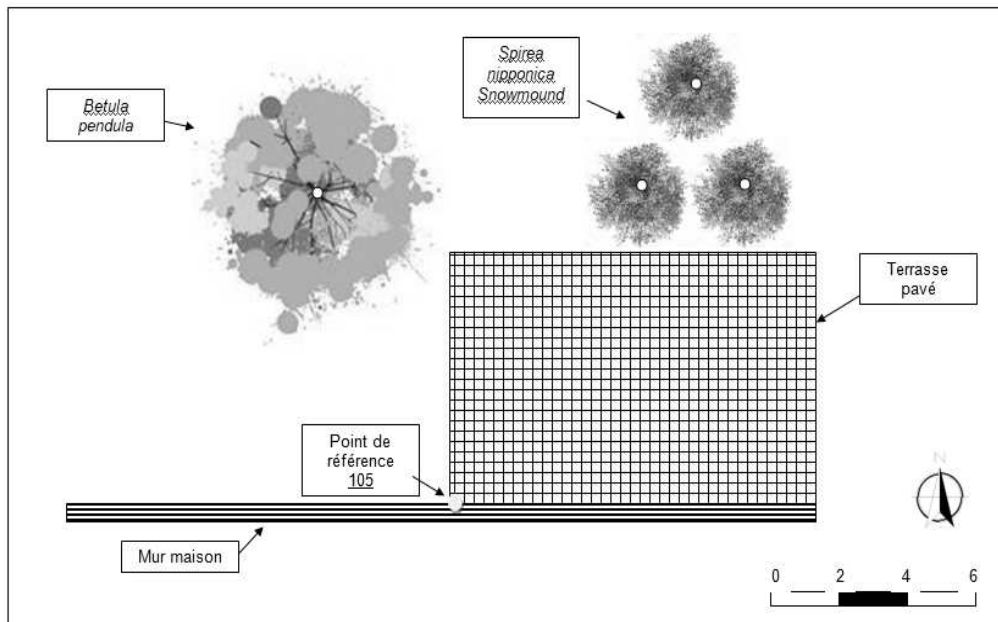 Betula
pendula
Spirea
nipponica
Snowmound
Terrasse
pavé
Point de
référence
105
Mur maison
N
0 2 4 6